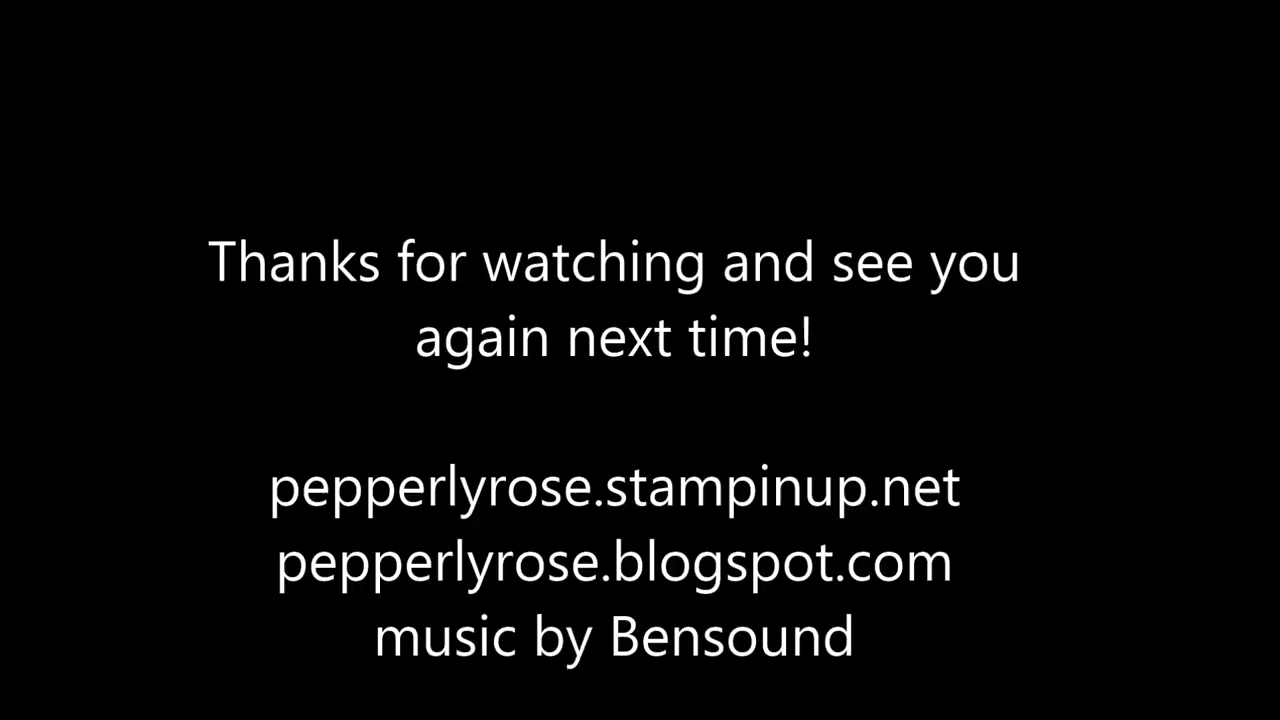 Thanks for watching and see you
again next time!
pepperlyrose.stampinup.net
pepperlyrose.blogspot.com
music by Bensound